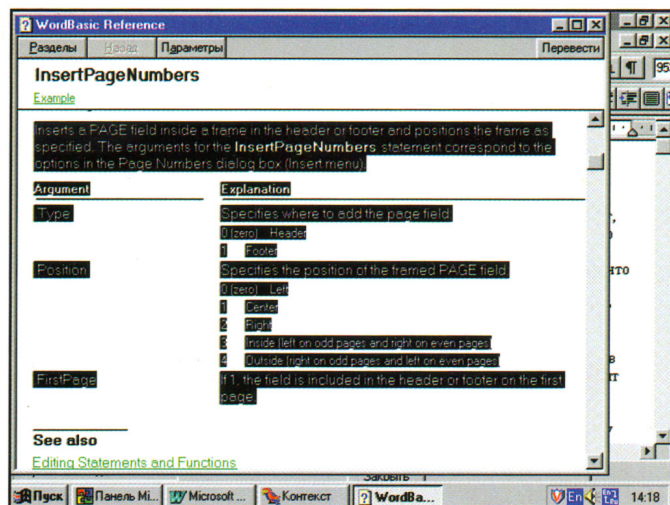 WordBasic Reference
Разделы Назад Параметры Перевести
InsertPageNumbers
Example
Inserts a PAGE field inside a frame in the header or footer and positions the frame as
specified. The arguments for the InsertPageNumbers statement correspond to the
options in the Page Numbers dialog box (Insert menu).
Argument Explanation
.Type Specifies where to add the page field:
0 (zero) Header
1 Footer
.Position Specifies the position of the framed PAGE field:
0 (zero) Left
1 Center
2 Right
3 Inside (left on odd pages and right on even pages)
4 Outside (right on odd pages and left on even pages)
.FirstPage If 1, the field is included in the header or footer on the first
page.
See also
Editing Statements and Functions
Закрыть
Пуск Панель Mi... Microsoft ... Контекст WordBa... En 14:18